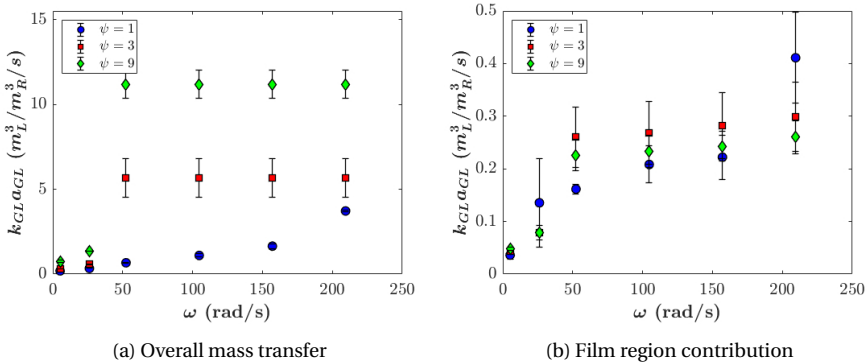 15
10
5
0
ψ = 1
ψ = 3
ψ = 9
k_GL a_GL (m_L^3/m_R^3/s)
0 50 100 150 200 250
ω (rad/s)
(a) Overall mass transfer
0.5
0.4
0.3
0.2
0.1
0
ψ = 1
ψ = 3
ψ = 9
k_GL a_GL (m_L^3/m_R^3/s)
0 50 100 150 200 250
ω (rad/s)
(b) Film region contribution